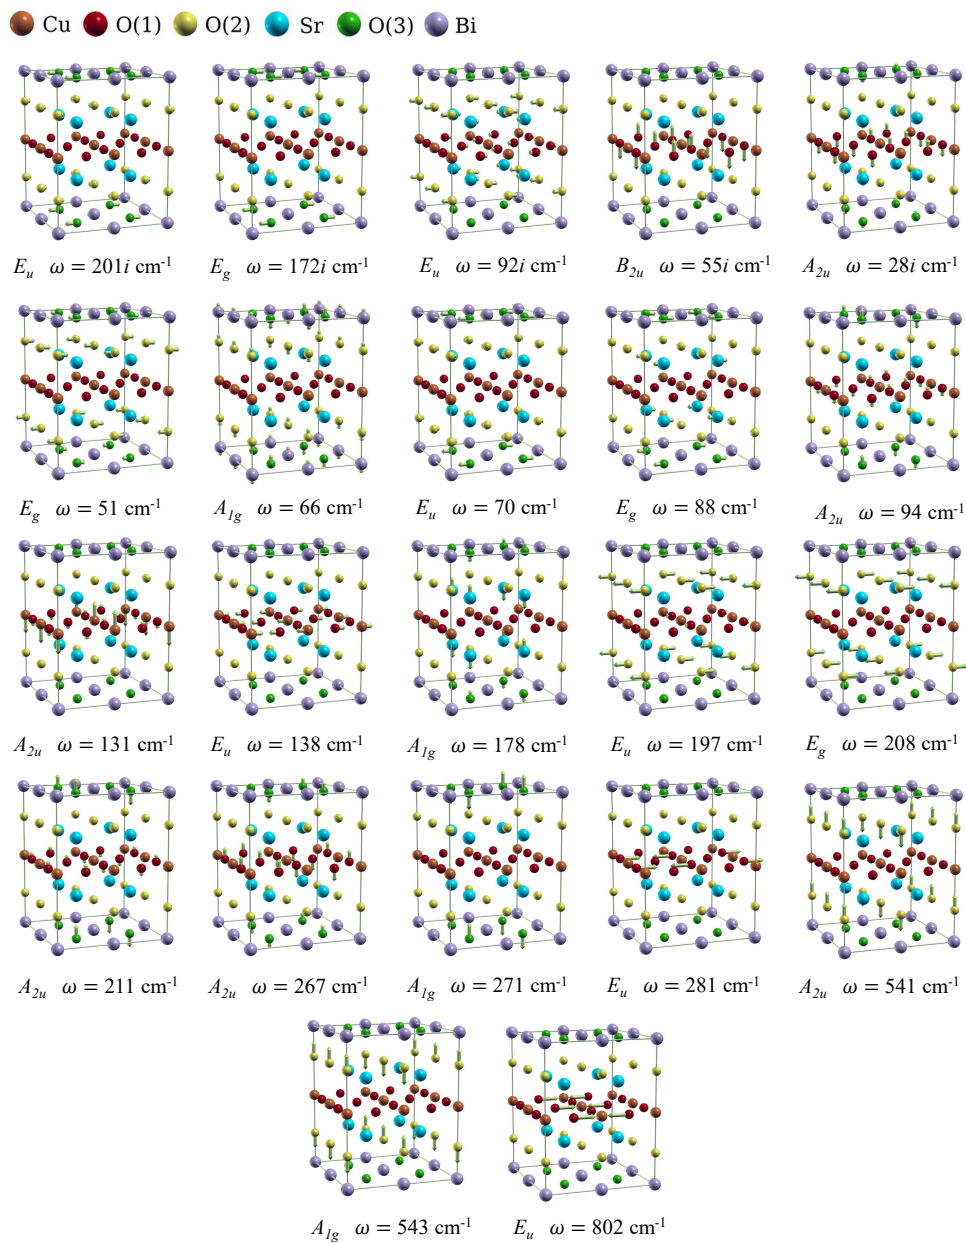 Cu O(1) O(2) Sr O(3) Bi
E_u ω = 201i cm⁻¹ E_g ω = 172i cm⁻¹ E_u ω = 92i cm⁻¹ B_2u ω = 55i cm⁻¹ A_2u ω = 28i cm⁻¹
E_g ω = 51 cm⁻¹ A_1g ω = 66 cm⁻¹ E_u ω = 70 cm⁻¹ E_g ω = 88 cm⁻¹ A_2u ω = 94 cm⁻¹
A_2u ω = 131 cm⁻¹ E_u ω = 138 cm⁻¹ A_1g ω = 178 cm⁻¹ E_u ω = 197 cm⁻¹ E_g ω = 208 cm⁻¹
A_2u ω = 211 cm⁻¹ A_2u ω = 267 cm⁻¹ A_1g ω = 271 cm⁻¹ E_u ω = 281 cm⁻¹ A_2u ω = 541 cm⁻¹
A_1g ω = 543 cm⁻¹ E_u ω = 802 cm⁻¹